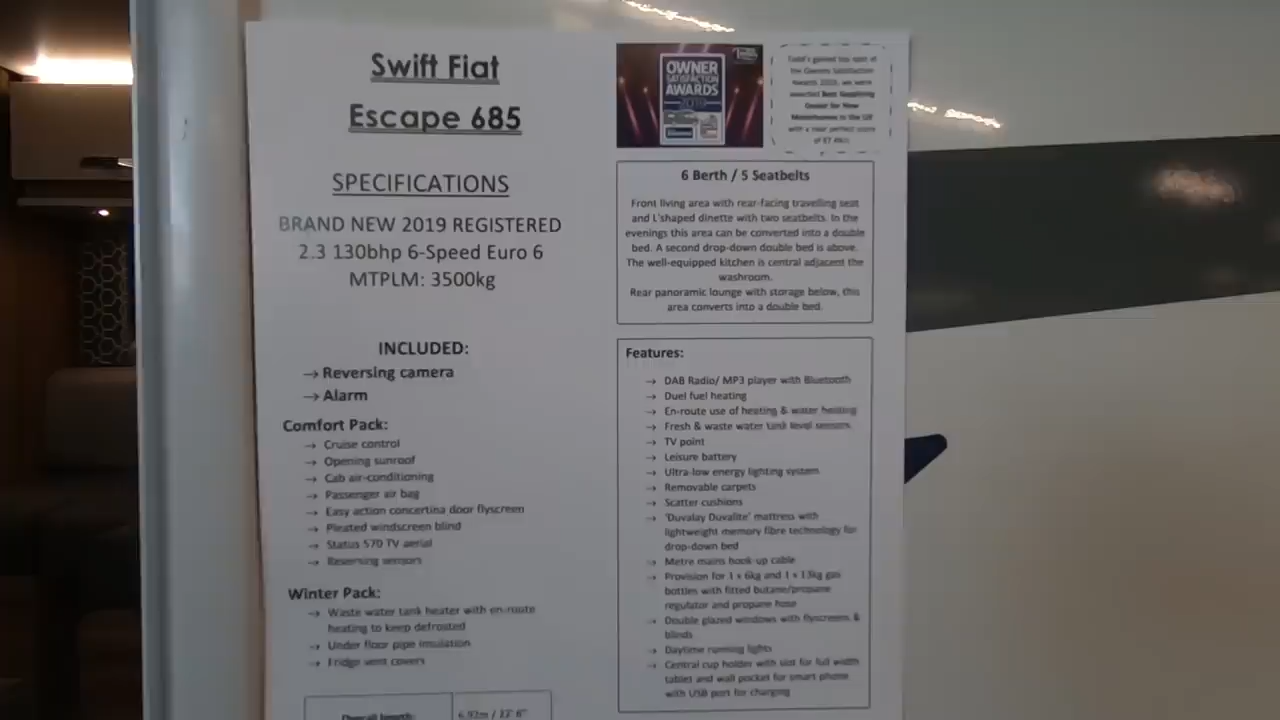 Swift Fiat
Escape 685
SPECIFICATIONS
BRAND NEW 2019 REGISTERED
2.3 130bhp 6-Speed Euro 6
MTPLM: 3500kg
INCLUDED:
→ Reversing camera
→ Alarm
Comfort Pack:
→ Cruise control
→ Opening sunroof
→ Cab air-conditioning
→ Passenger air bag
→ Easy action concertina door flyscreen
→ Pleated windscreen blind
→ Status 570 TV aerial
→ Reversing sensors
Winter Pack:
→ Waste water tank heater with en-route
heating to keep defrosted
→ Under floor pipe insulation
→ Fridge vent covers
Overall length:
6.92m / 22' 8"
OWNER
SATISFACTION
AWARDS
2019
6 Berth / 5 Seatbelts
Front living area with rear-facing travelling seat
and L'shaped dinette with two seatbelts. In the
evenings this area can be converted into a double
bed. A second drop-down double bed is above.
The well-equipped kitchen is central adjacent the
washroom.
Rear panoramic lounge with storage below, this
area converts into a double bed.
Features:
→ DAB Radio/ MP3 player with Bluetooth
→ Duel fuel heating
→ En-route use of heating & water heating
→ Fresh & waste water tank level sensors
→ TV point
→ Leisure battery
→ Ultra-low energy lighting system
→ Removable carpets
→ Scatter cushions
→ 'Duvalay Duvalite' mattress with
lightweight memory fibre technology for
drop-down bed
→ Metre mains hook-up cable
→ Provision for 1 x 6kg and 1 x 13kg gas
bottles with fitted butane/propane
regulator and propane hose
→ Double glazed windows with flyscreens &
blinds
→ Daytime running lights
→ Central cup holder with slot for full width
tablets and wall pocket for smart phone
with USB port for charging